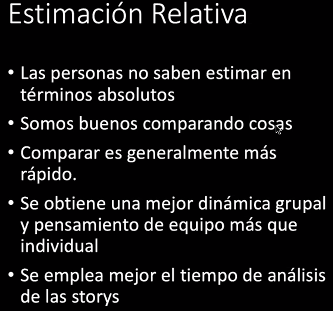 Estimación Relativa
• Las personas no saben estimar en
términos absolutos
• Somos buenos comparando cosas
• Comparar es generalmente más
rápido.
• Se obtiene una mejor dinámica grupal
y pensamiento de equipo más que
individual
• Se emplea mejor el tiempo de análisis
de las storys